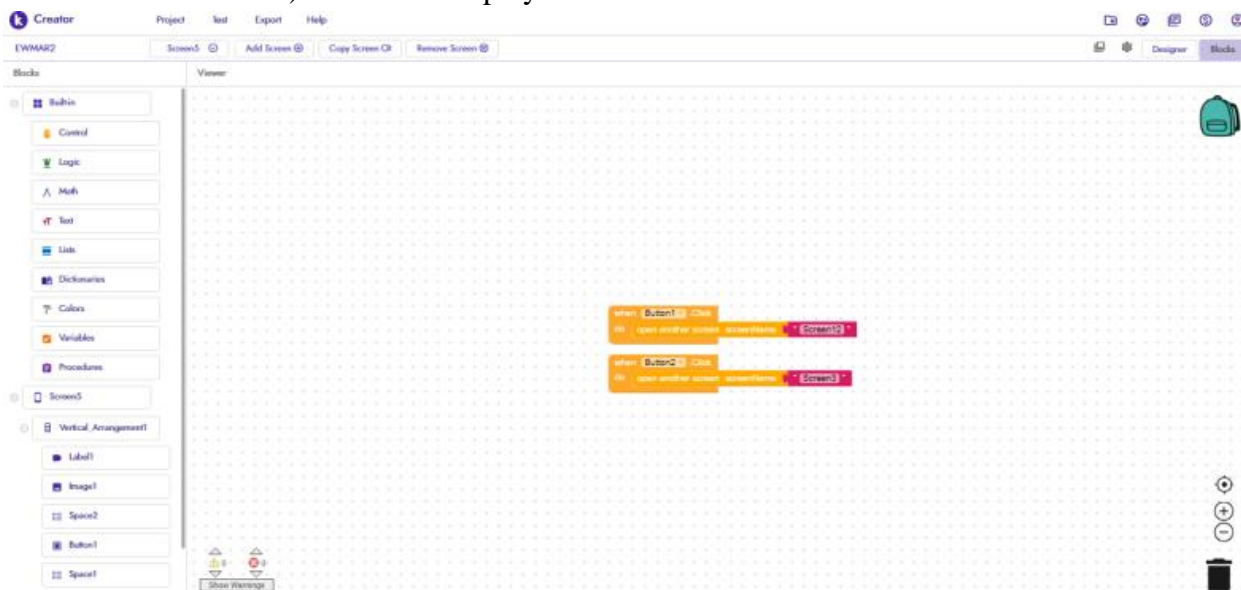 Creator
Project Test Export Help
EWMAR2
Screen5 Add Screen Copy Screen Remove Screen
Designer Blocks
Blocks
Viewer
Builtin
Control
Logic
Math
Text
Lists
Dictionaries
Colors
Variables
Procedures
Screen5
Vertical_Arrangement1
Label1
Image1
Space2
Button1
Space1
when Button1 .Click
do open another screen screenName
when Button2 .Click
do open another screen screenName " Screen3 "
Show Warnings